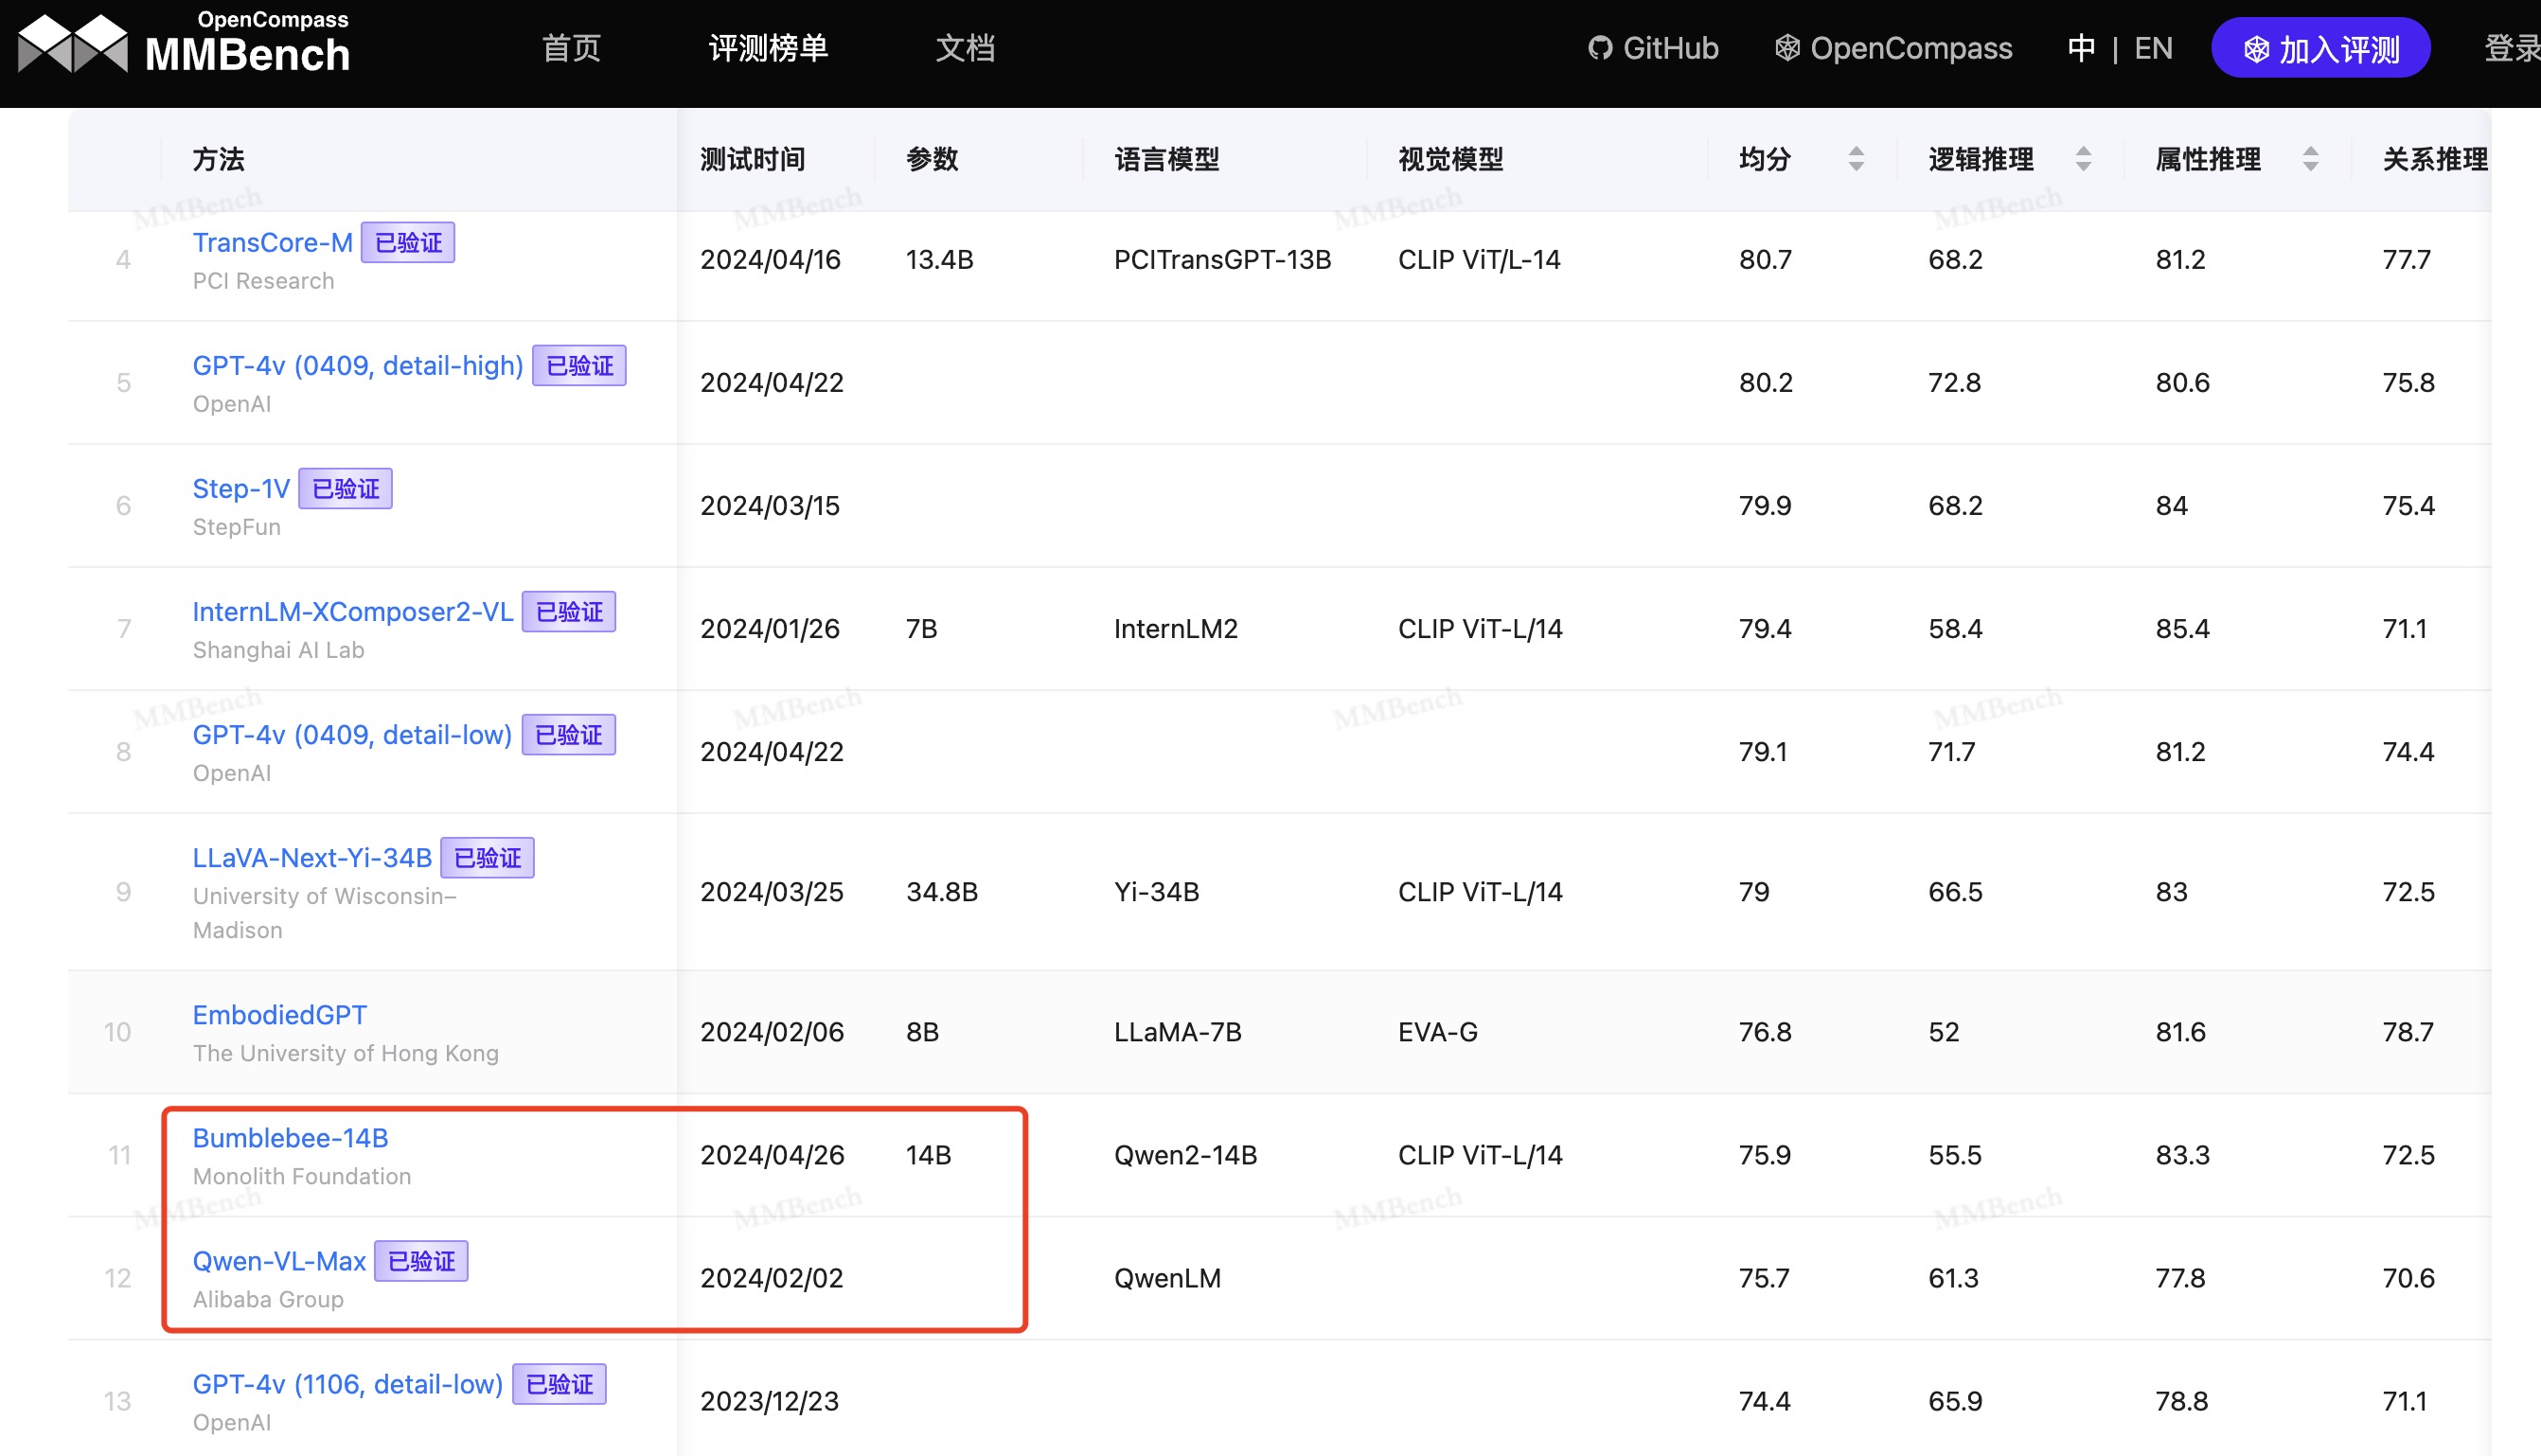 OpenCompass
MMBench
首页 评测榜单 文档 GitHub OpenCompass 中 | EN 加入评测 登录
方法 测试时间 参数 语言模型 视觉模型 均分 逻辑推理 属性推理 关系推理
4 TransCore-M 已验证 2024/04/16 13.4B PCITransGPT-13B CLIP ViT/L-14 80.7 68.2 81.2 77.7
PCI Research
5 GPT-4v (0409, detail-high) 已验证 2024/04/22 80.2 72.8 80.6 75.8
OpenAI
6 Step-1V 已验证 2024/03/15 79.9 68.2 84 75.4
StepFun
7 InternLM-XComposer2-VL 已验证 2024/01/26 7B InternLM2 CLIP ViT-L/14 79.4 58.4 85.4 71.1
Shanghai AI Lab
8 GPT-4v (0409, detail-low) 已验证 2024/04/22 79.1 71.7 81.2 74.4
OpenAI
9 LLaVA-Next-Yi-34B 已验证 2024/03/25 34.8B Yi-34B CLIP ViT-L/14 79 66.5 83 72.5
University of Wisconsin–
Madison
10 EmbodiedGPT 2024/02/06 8B LLaMA-7B EVA-G 76.8 52 81.6 78.7
The University of Hong Kong
11 Bumblebee-14B 2024/04/26 14B Qwen2-14B CLIP ViT-L/14 75.9 55.5 83.3 72.5
Monolith Foundation
12 Qwen-VL-Max 已验证 2024/02/02 QwenLM 75.7 61.3 77.8 70.6
Alibaba Group
13 GPT-4v (1106, detail-low) 已验证 2023/12/23 74.4 65.9 78.8 71.1
OpenAI
MMBench MMBench MMBench MMBench
MMBench MMBench MMBench MMBench
MMBench MMBench MMBench MMBench